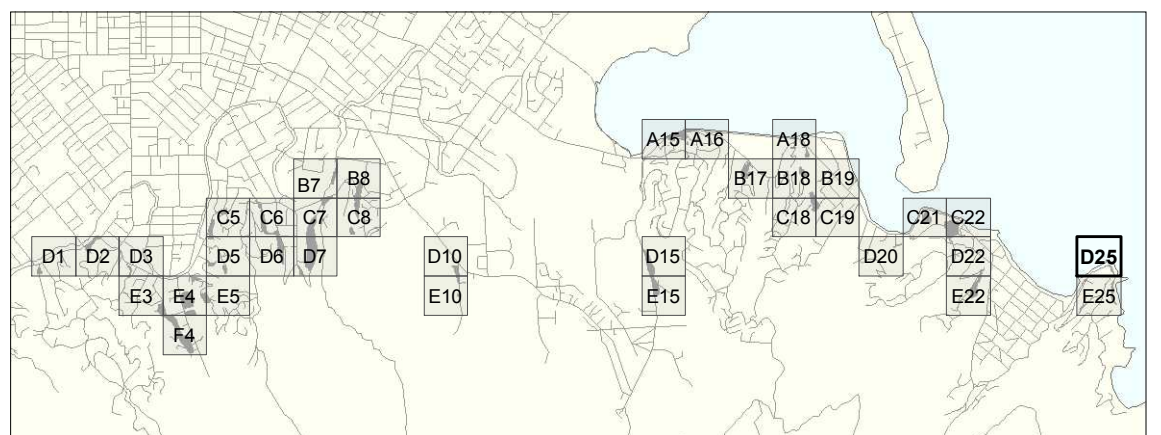 A15 A16 A18
B7 B8 B17 B18 B19
C5 C6 C7 C8 C18 C19 C21 C22
D1 D2 D3 D5 D6 D7 D10 D15 D20 D22 D25
E3 E4 E5 E10 E15 E22 E25
F4